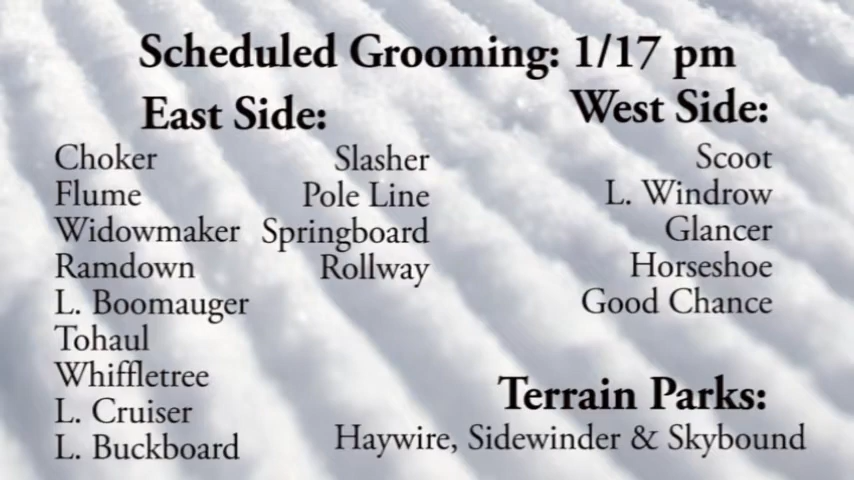 Scheduled Grooming: 1/17 pm
East Side:
Choker
Flume
Widowmaker
Ramdown
L. Boomauger
Tohaul
Whiffletree
L. Cruiser
L. Buckboard
Slasher
Pole Line
Springboard
Rollway
West Side:
Scoot
L. Windrow
Glancer
Horseshoe
Good Chance
Terrain Parks:
Haywire, Sidewinder & Skybound